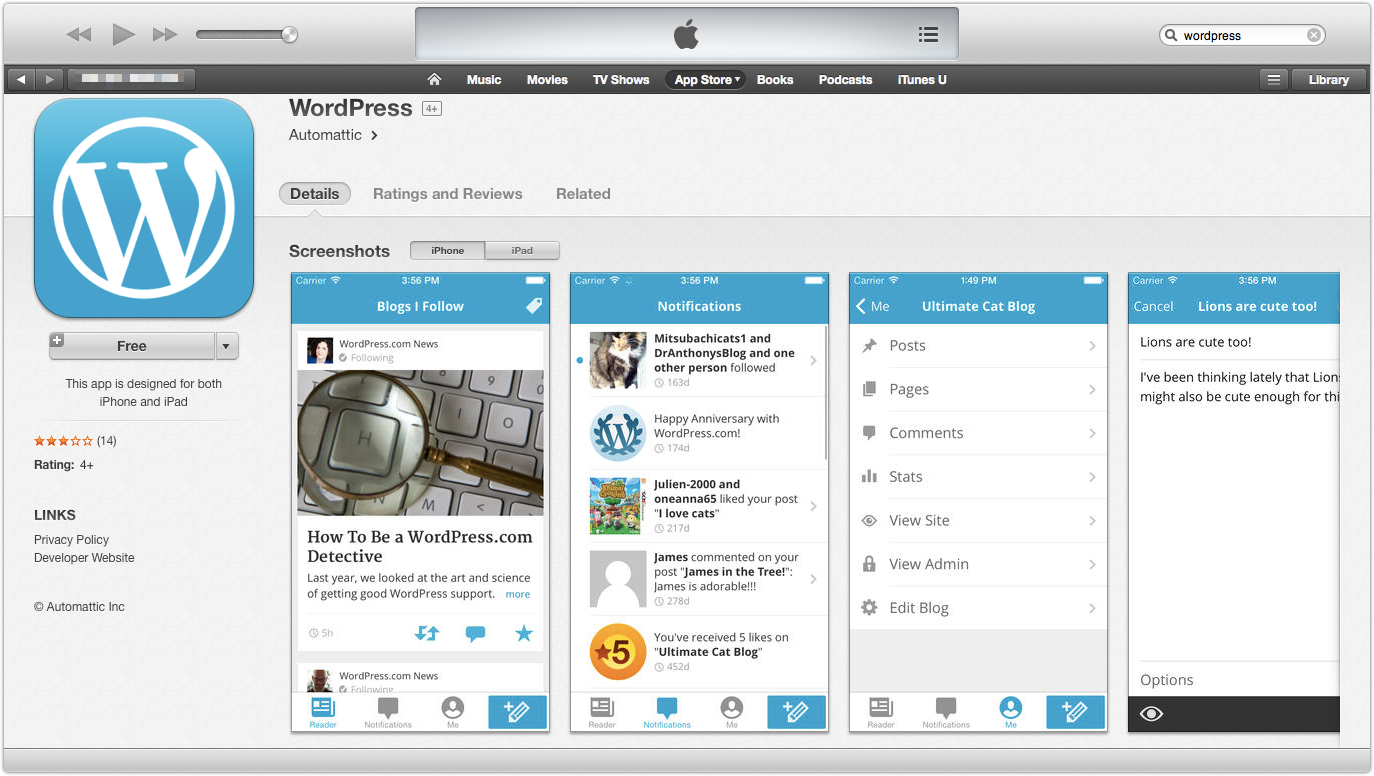 wordpress
Music Movies TV Shows App Store Books Podcasts iTunes U
Library
WordPress 4+
Automattic
Details Ratings and Reviews Related
Free
This app is designed for both
iPhone and iPad
(14)
Rating: 4+
LINKS
Privacy Policy
Developer Website
© Automattic Inc
Screenshots iPhone iPad
Carrier 3:56 PM
Blogs I Follow
WordPress.com News
Following
H
N
M
How To Be a WordPress.com
Detective
Last year, we looked at the art and science
of getting good WordPress support. more
5h
WordPress.com News
Following
Reader Notifications Me
Carrier 3:56 PM
Notifications
Mitsubachicats1 and
DrAnthonysBlog and one
other person followed
163d
Happy Anniversary with
WordPress.com!
174d
Julien-2000 and
oneanna65 liked your post
"I love cats"
217d
James commented on your
post "James in the Tree!":
James is adorable!!!
278d
5
You've received 5 likes on
"Ultimate Cat Blog"
452d
Reader Notifications Me
Carrier 1:49 PM
Me Ultimate Cat Blog
Posts
Pages
Comments
Stats
View Site
View Admin
Edit Blog
Reader Notifications Me
Carrier 3:56 PM
Cancel Lions are cute too!
Lions are cute too!
I've been thinking lately that Lions
might also be cute enough for thi
Options